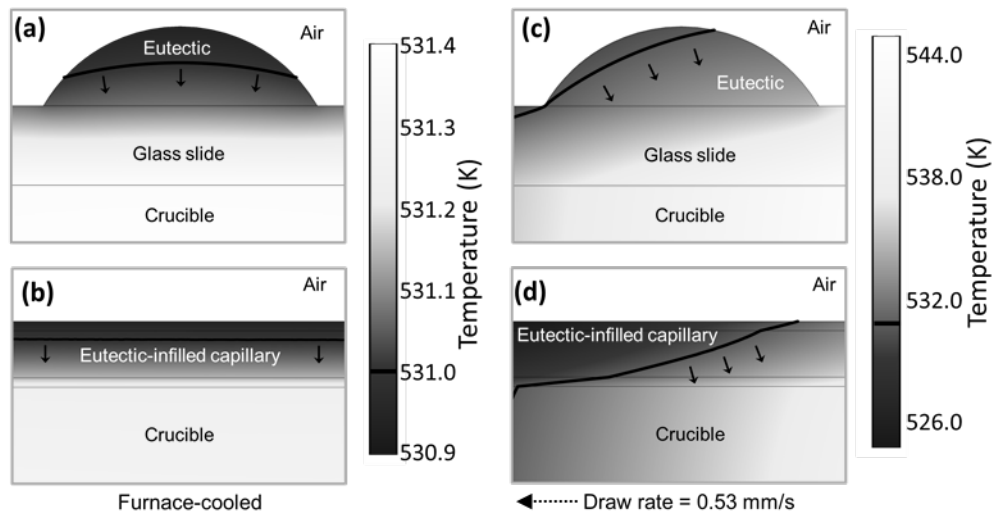 (a)
Air
Eutectic
Glass slide
Crucible
531.4
531.3
531.2
531.1
531.0
530.9
Temperature (K)
(b)
Air
Eutectic-infilled capillary
Crucible
Furnace-cooled
(c)
Air
Eutectic
Glass slide
Crucible
544.0
538.0
532.0
526.0
Temperature (K)
(d)
Air
Eutectic-infilled capillary
Crucible
Draw rate = 0.53 mm/s